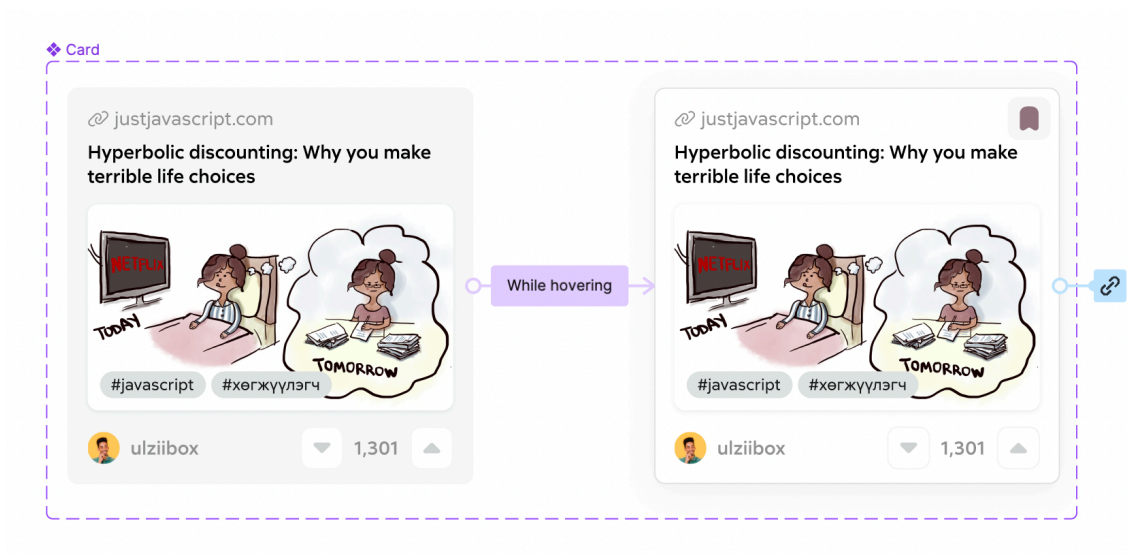 Card
justjavascript.com
Hyperbolic discounting: Why you make
terrible life choices
NETFLIX
TODAY
TOMORROW
#javascript #хөгжүүлэгч
ulziibox 1,301
While hovering
justjavascript.com
Hyperbolic discounting: Why you make
terrible life choices
NETFLIX
TODAY
TOMORROW
#javascript #хөгжүүлэгч
ulziibox 1,301